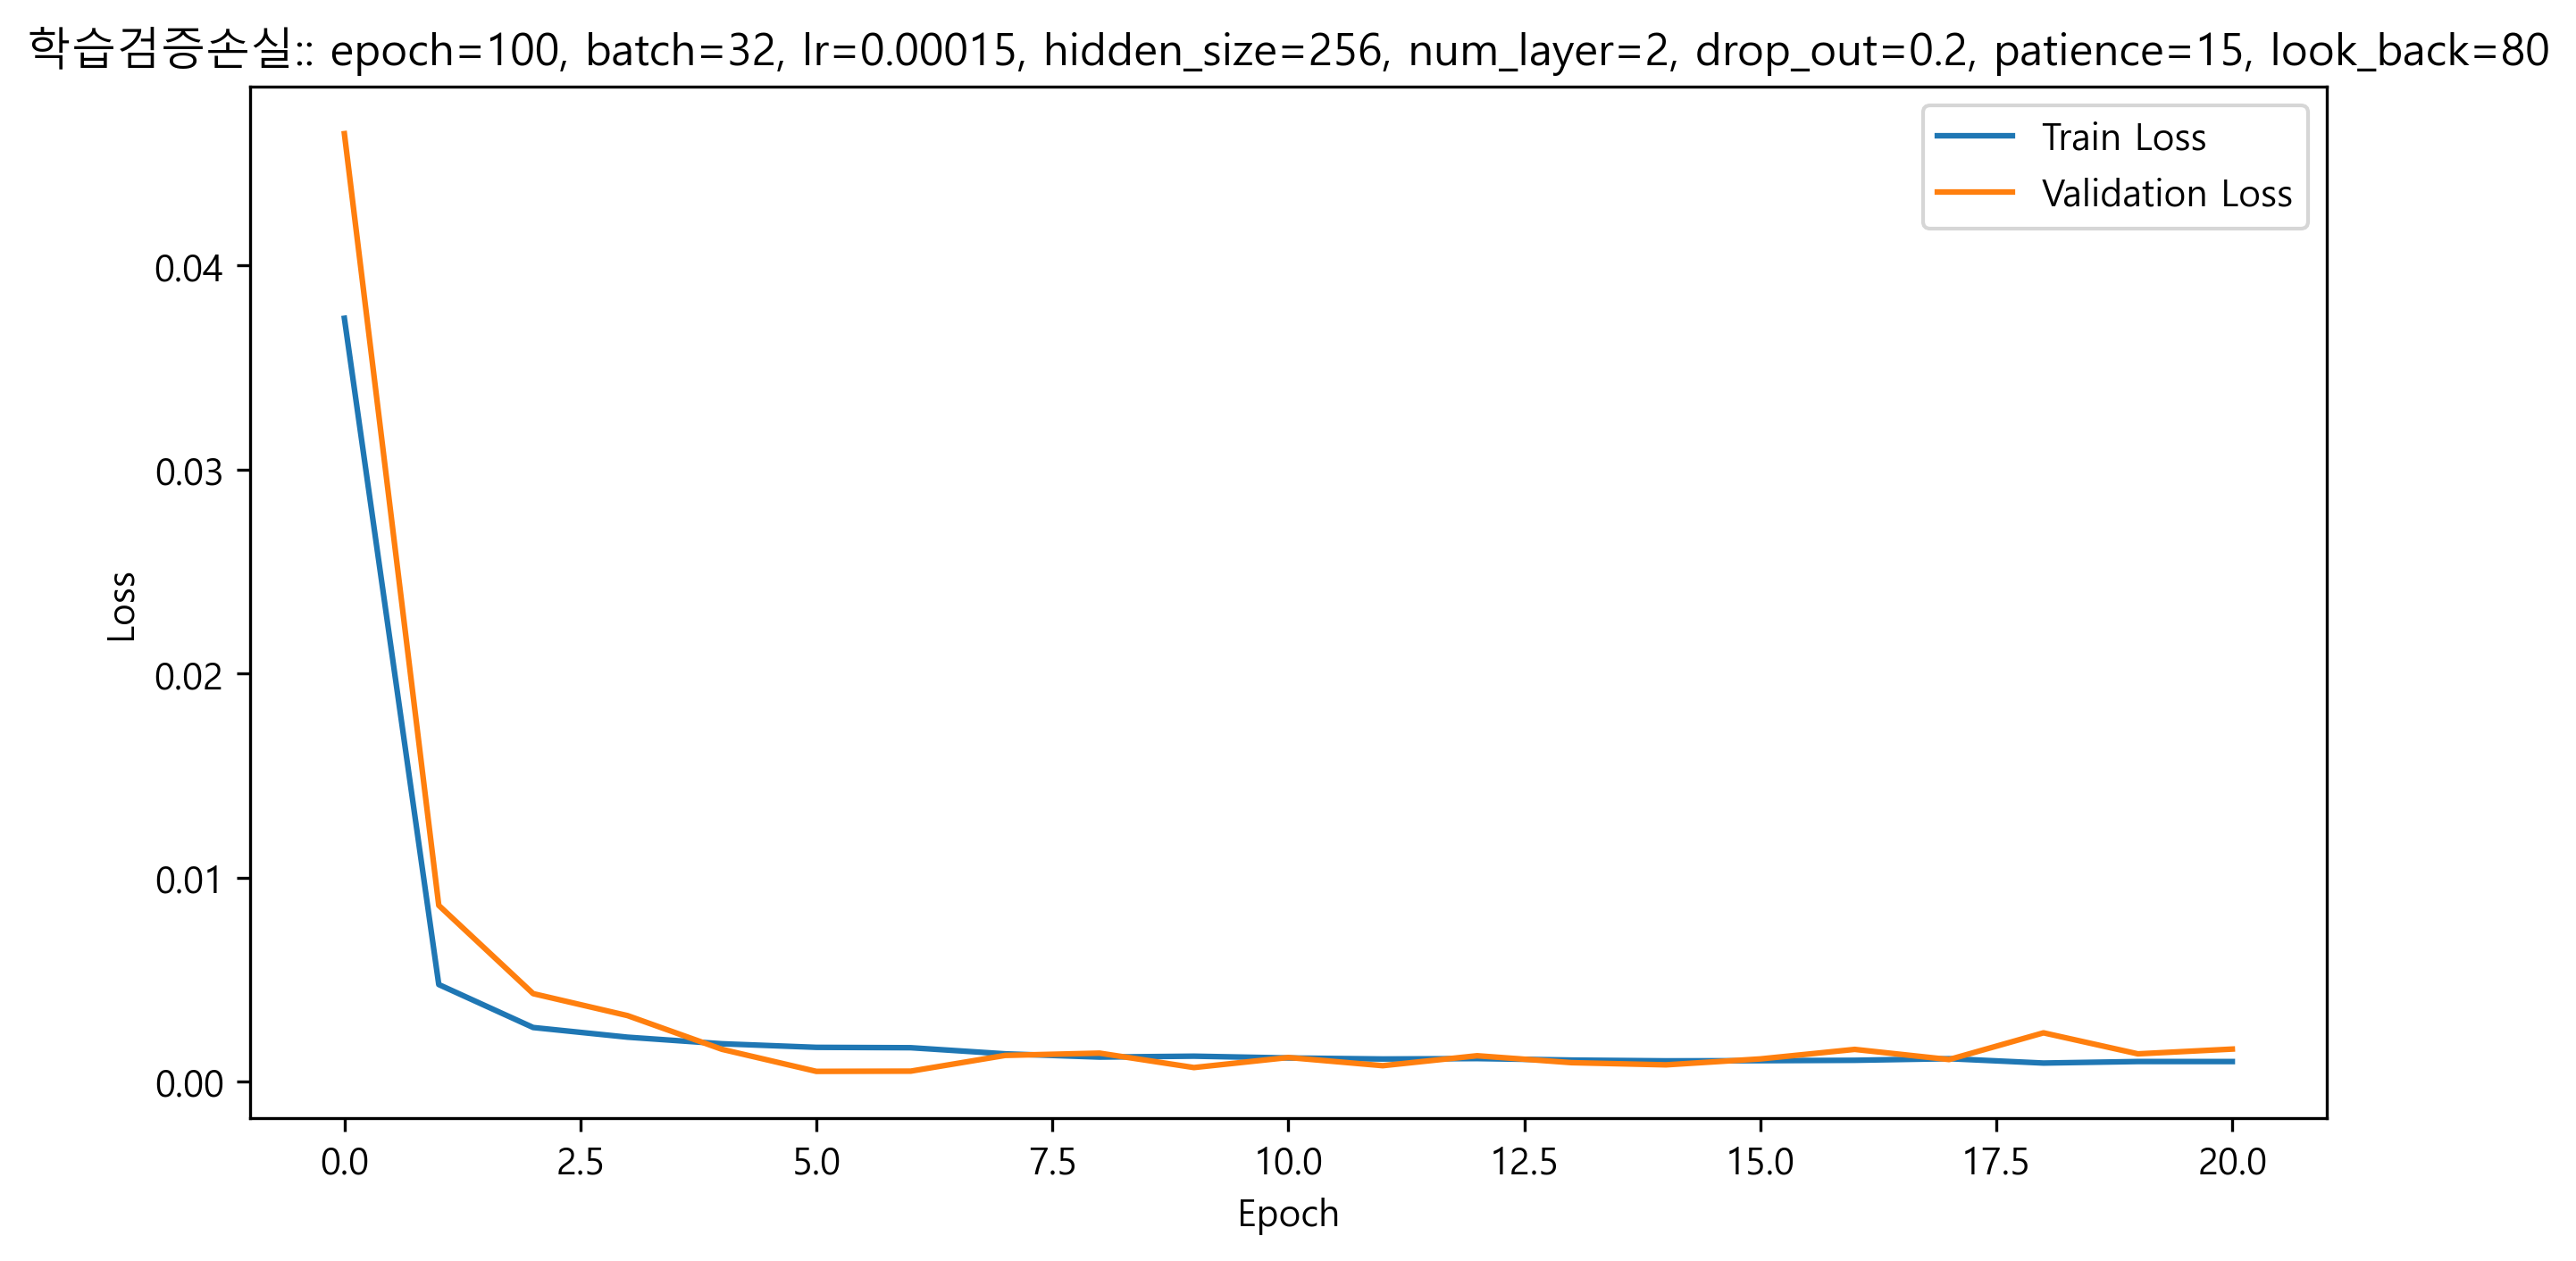 학습검증손실:: epoch=100, batch=32, lr=0.00015, hidden_size=256, num_layer=2, drop_out=0.2, patience=15, look_back=80
Train Loss
Validation Loss
0.04
0.03
0.02
0.01
0.00
Loss
0.0 2.5 5.0 7.5 10.0 12.5 15.0 17.5 20.0
Epoch